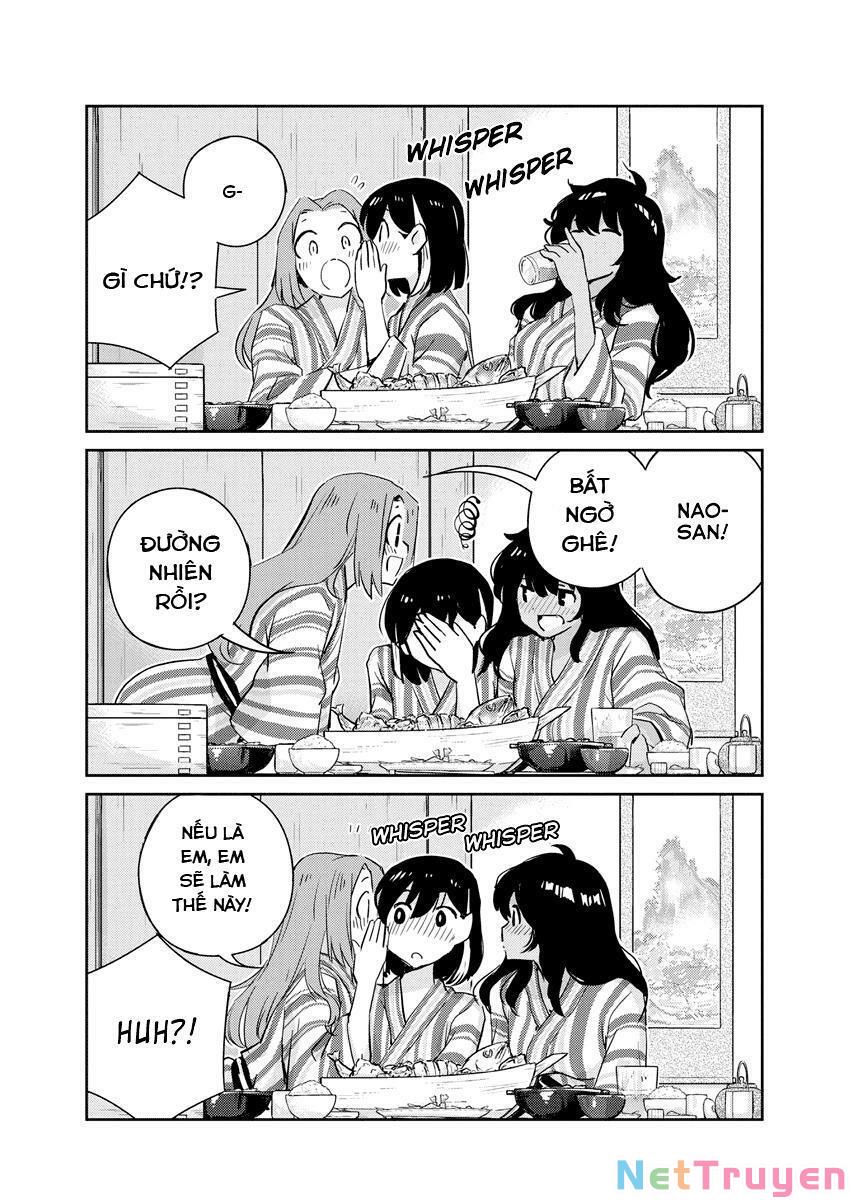 WHISPER
WHISPER
G-
GÌ CHỨ!?
NAO-
SAN!
BẤT
NGỜ
GHÊ!
ĐƯỜNG
NHIÊN
RỒI?
WHISPER
WHISPER
NẾU LÀ
EM, EM
SẼ LÀM
THẾ NÀY!
HUH?!
NetTruyen